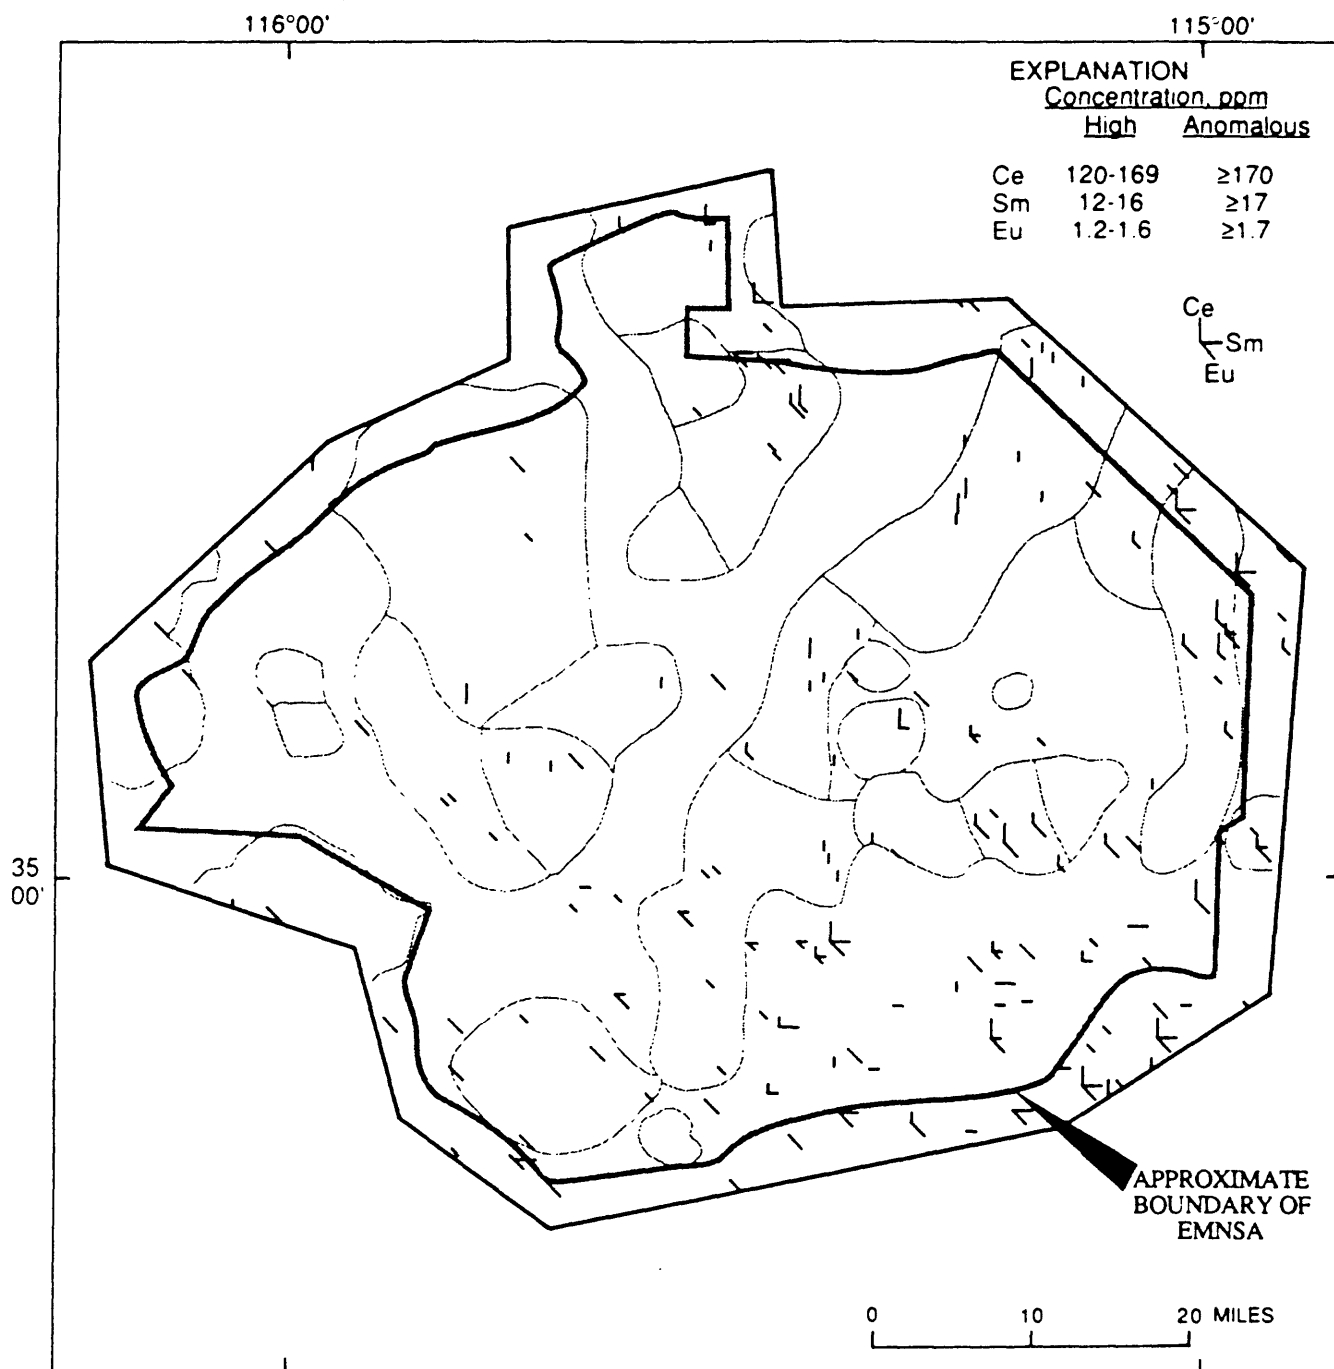 116°00'
115°00'
EXPLANATION
Concentration, ppm
High Anomalous
Ce 120-169 ≥170
Sm 12-16 ≥17
Eu 1.2-1.6 ≥1.7
Ce
Sm
Eu
35
00'
APPROXIMATE
BOUNDARY OF
EMNSA
0 10 20 MILES